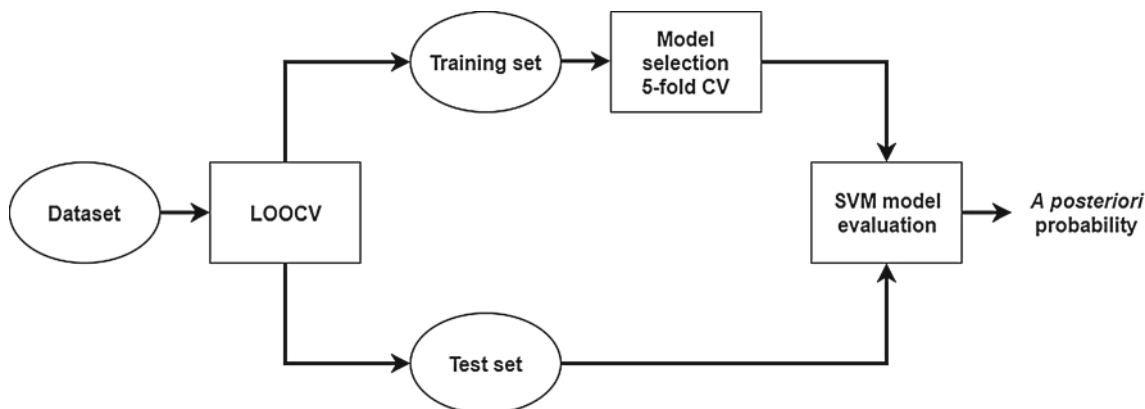 Training set
Model
selection
5-fold CV
Dataset
LOOCV
SVM model
evaluation
A posteriori
probability
Test set